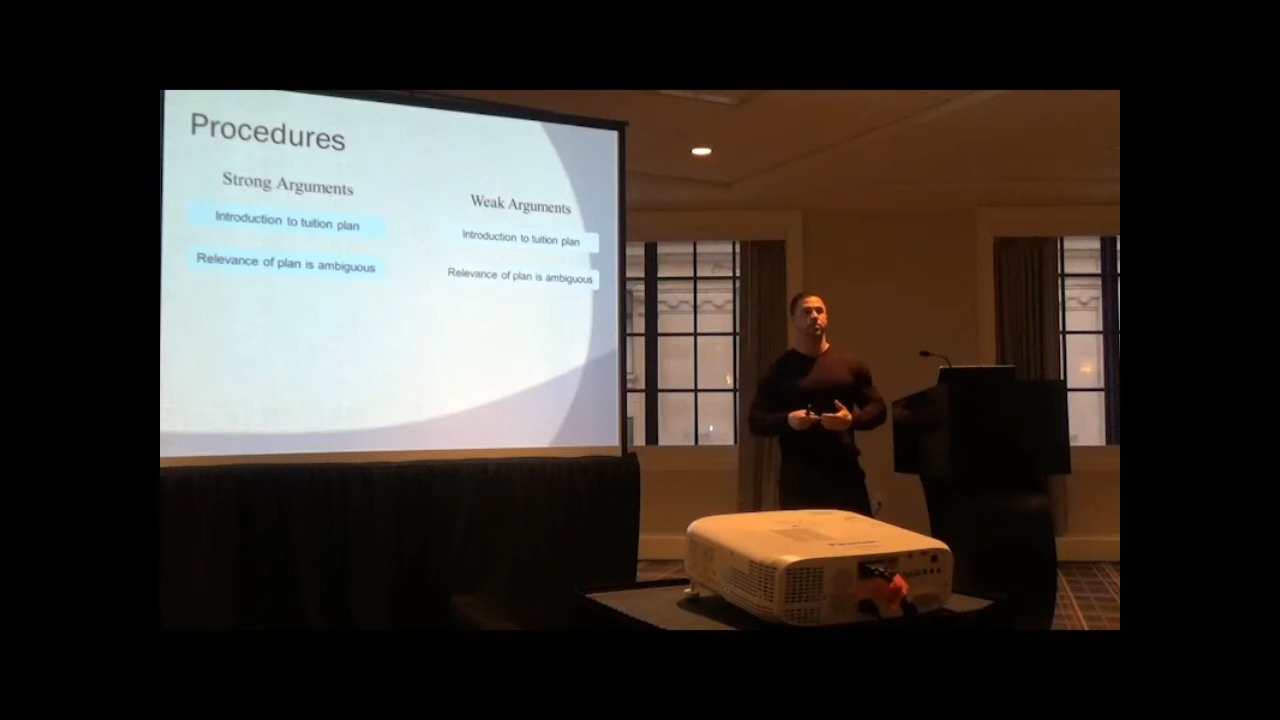 Procedures
Strong Arguments
Introduction to tuition plan
Relevance of plan is ambiguous
Weak Arguments
Introduction to tuition plan
Relevance of plan is ambiguous